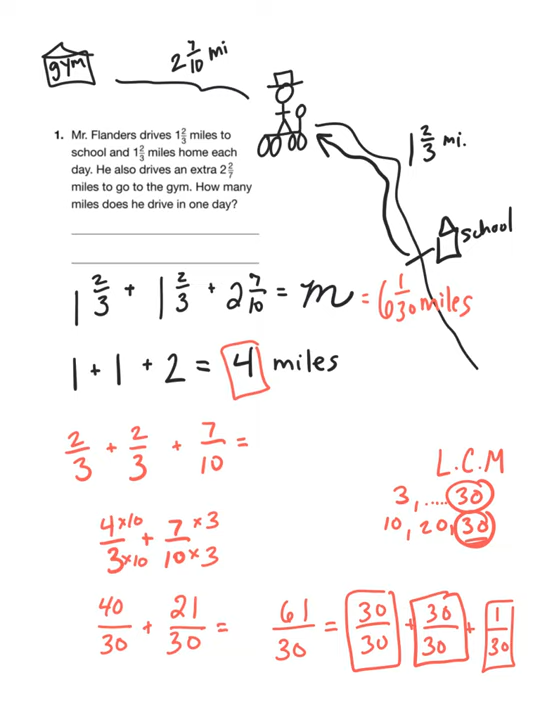 gym
2 7/10 mi
1. Mr. Flanders drives 1 2/3 miles to
school and 1 2/3 miles home each
day. He also drives an extra 2 2/7
miles to go to the gym. How many
miles does he drive in one day?
1 2/3 mi.
school
1 2/3 + 1 2/3 + 2 7/10 = m = 6 1/30 miles
1 + 1 + 2 = 4 miles
2/3 + 2/3 + 7/10 =
L.C.M
3, ..... 30
10, 20, 30
4 × 10 / 3 × 10 + 7 × 3 / 10 × 3
40/30 + 21/30 = 61/30 = 30/30 + 30/30 + 1/30